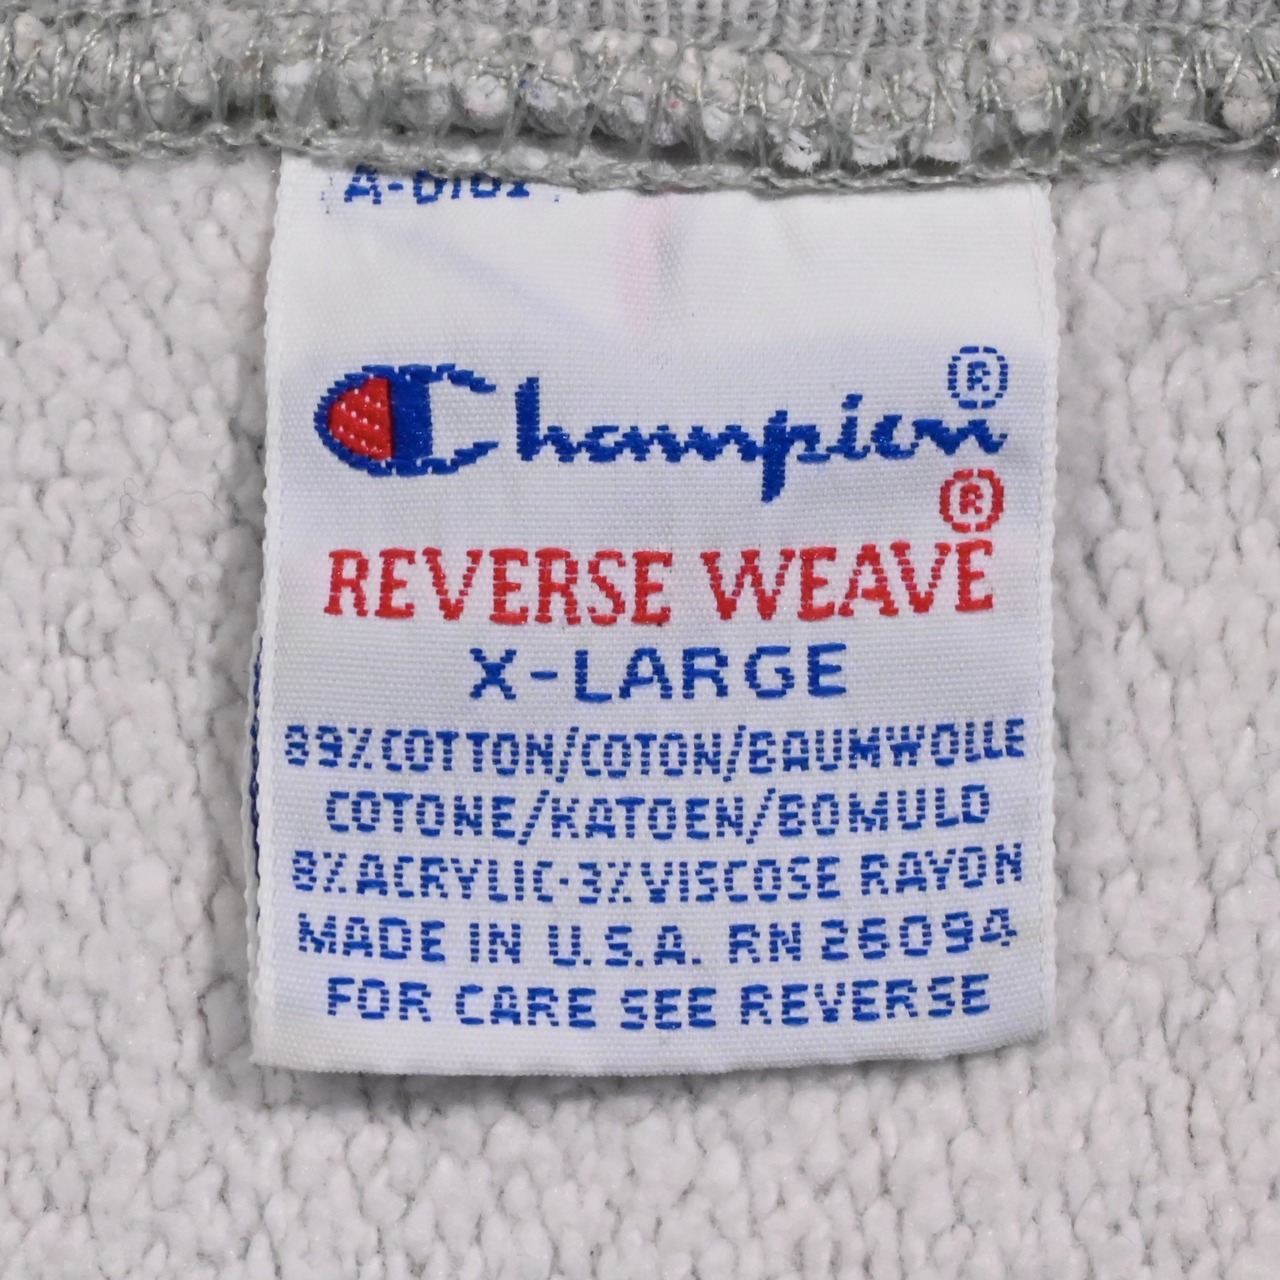 Champion®
®
REVERSE WEAVE
X-LARGE
89%COTTON/COTON/BAUMWOLLE
COTONE/KATOEN/BOMULD
8%ACRYLIC-3%VISCOSE RAYON
MADE IN U.S.A. RN 26094
FOR CARE SEE REVERSE